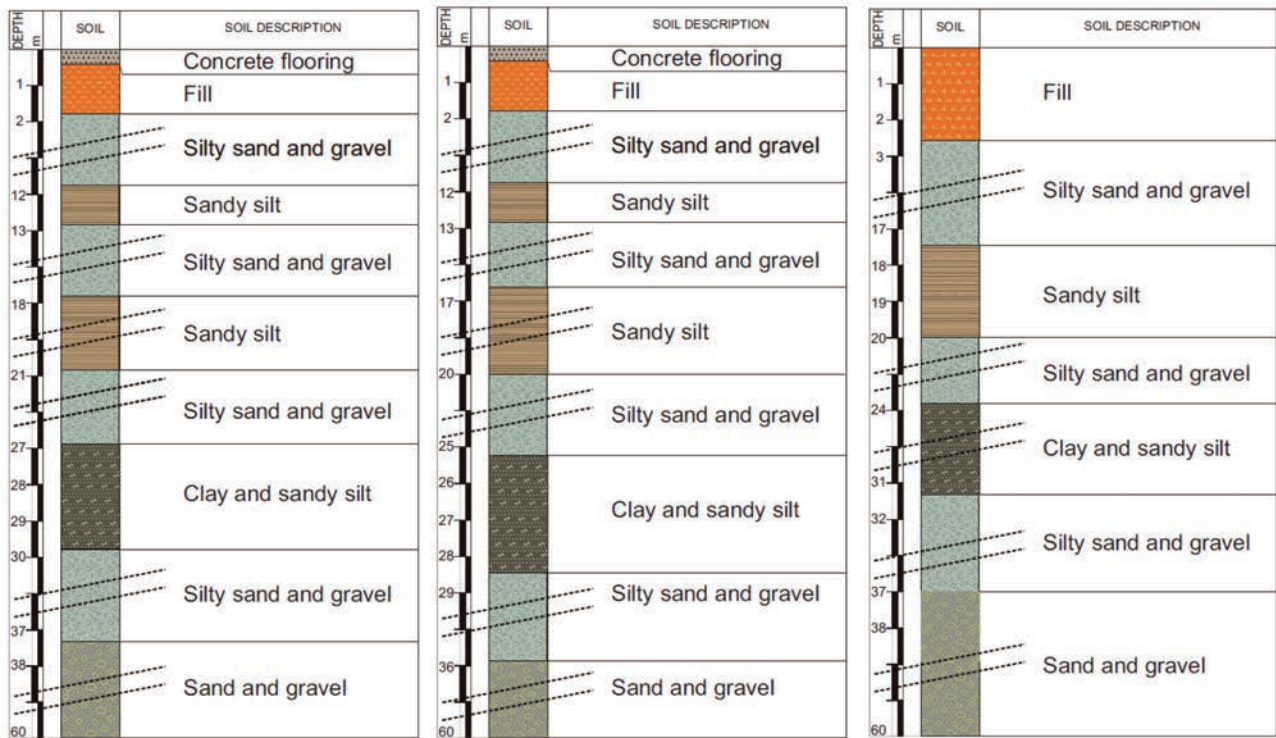 DEPTH m SOIL SOIL DESCRIPTION
Concrete flooring
1
Fill
2
Silty sand and gravel
12
Sandy silt
13
Silty sand and gravel
18
Sandy silt
21
Silty sand and gravel
27
28
Clay and sandy silt
29
30
Silty sand and gravel
37
38
Sand and gravel
60
DEPTH m SOIL SOIL DESCRIPTION
Concrete flooring
1
Fill
2
Silty sand and gravel
12
Sandy silt
13
Silty sand and gravel
17
Sandy silt
20
Silty sand and gravel
25
26
Clay and sandy silt
27
28
29
Silty sand and gravel
36
Sand and gravel
60
DEPTH m SOIL SOIL DESCRIPTION
1
Fill
2
3
Silty sand and gravel
17
18
Sandy silt
19
20
Silty sand and gravel
24
Clay and sandy silt
31
32
Silty sand and gravel
37
38
Sand and gravel
60